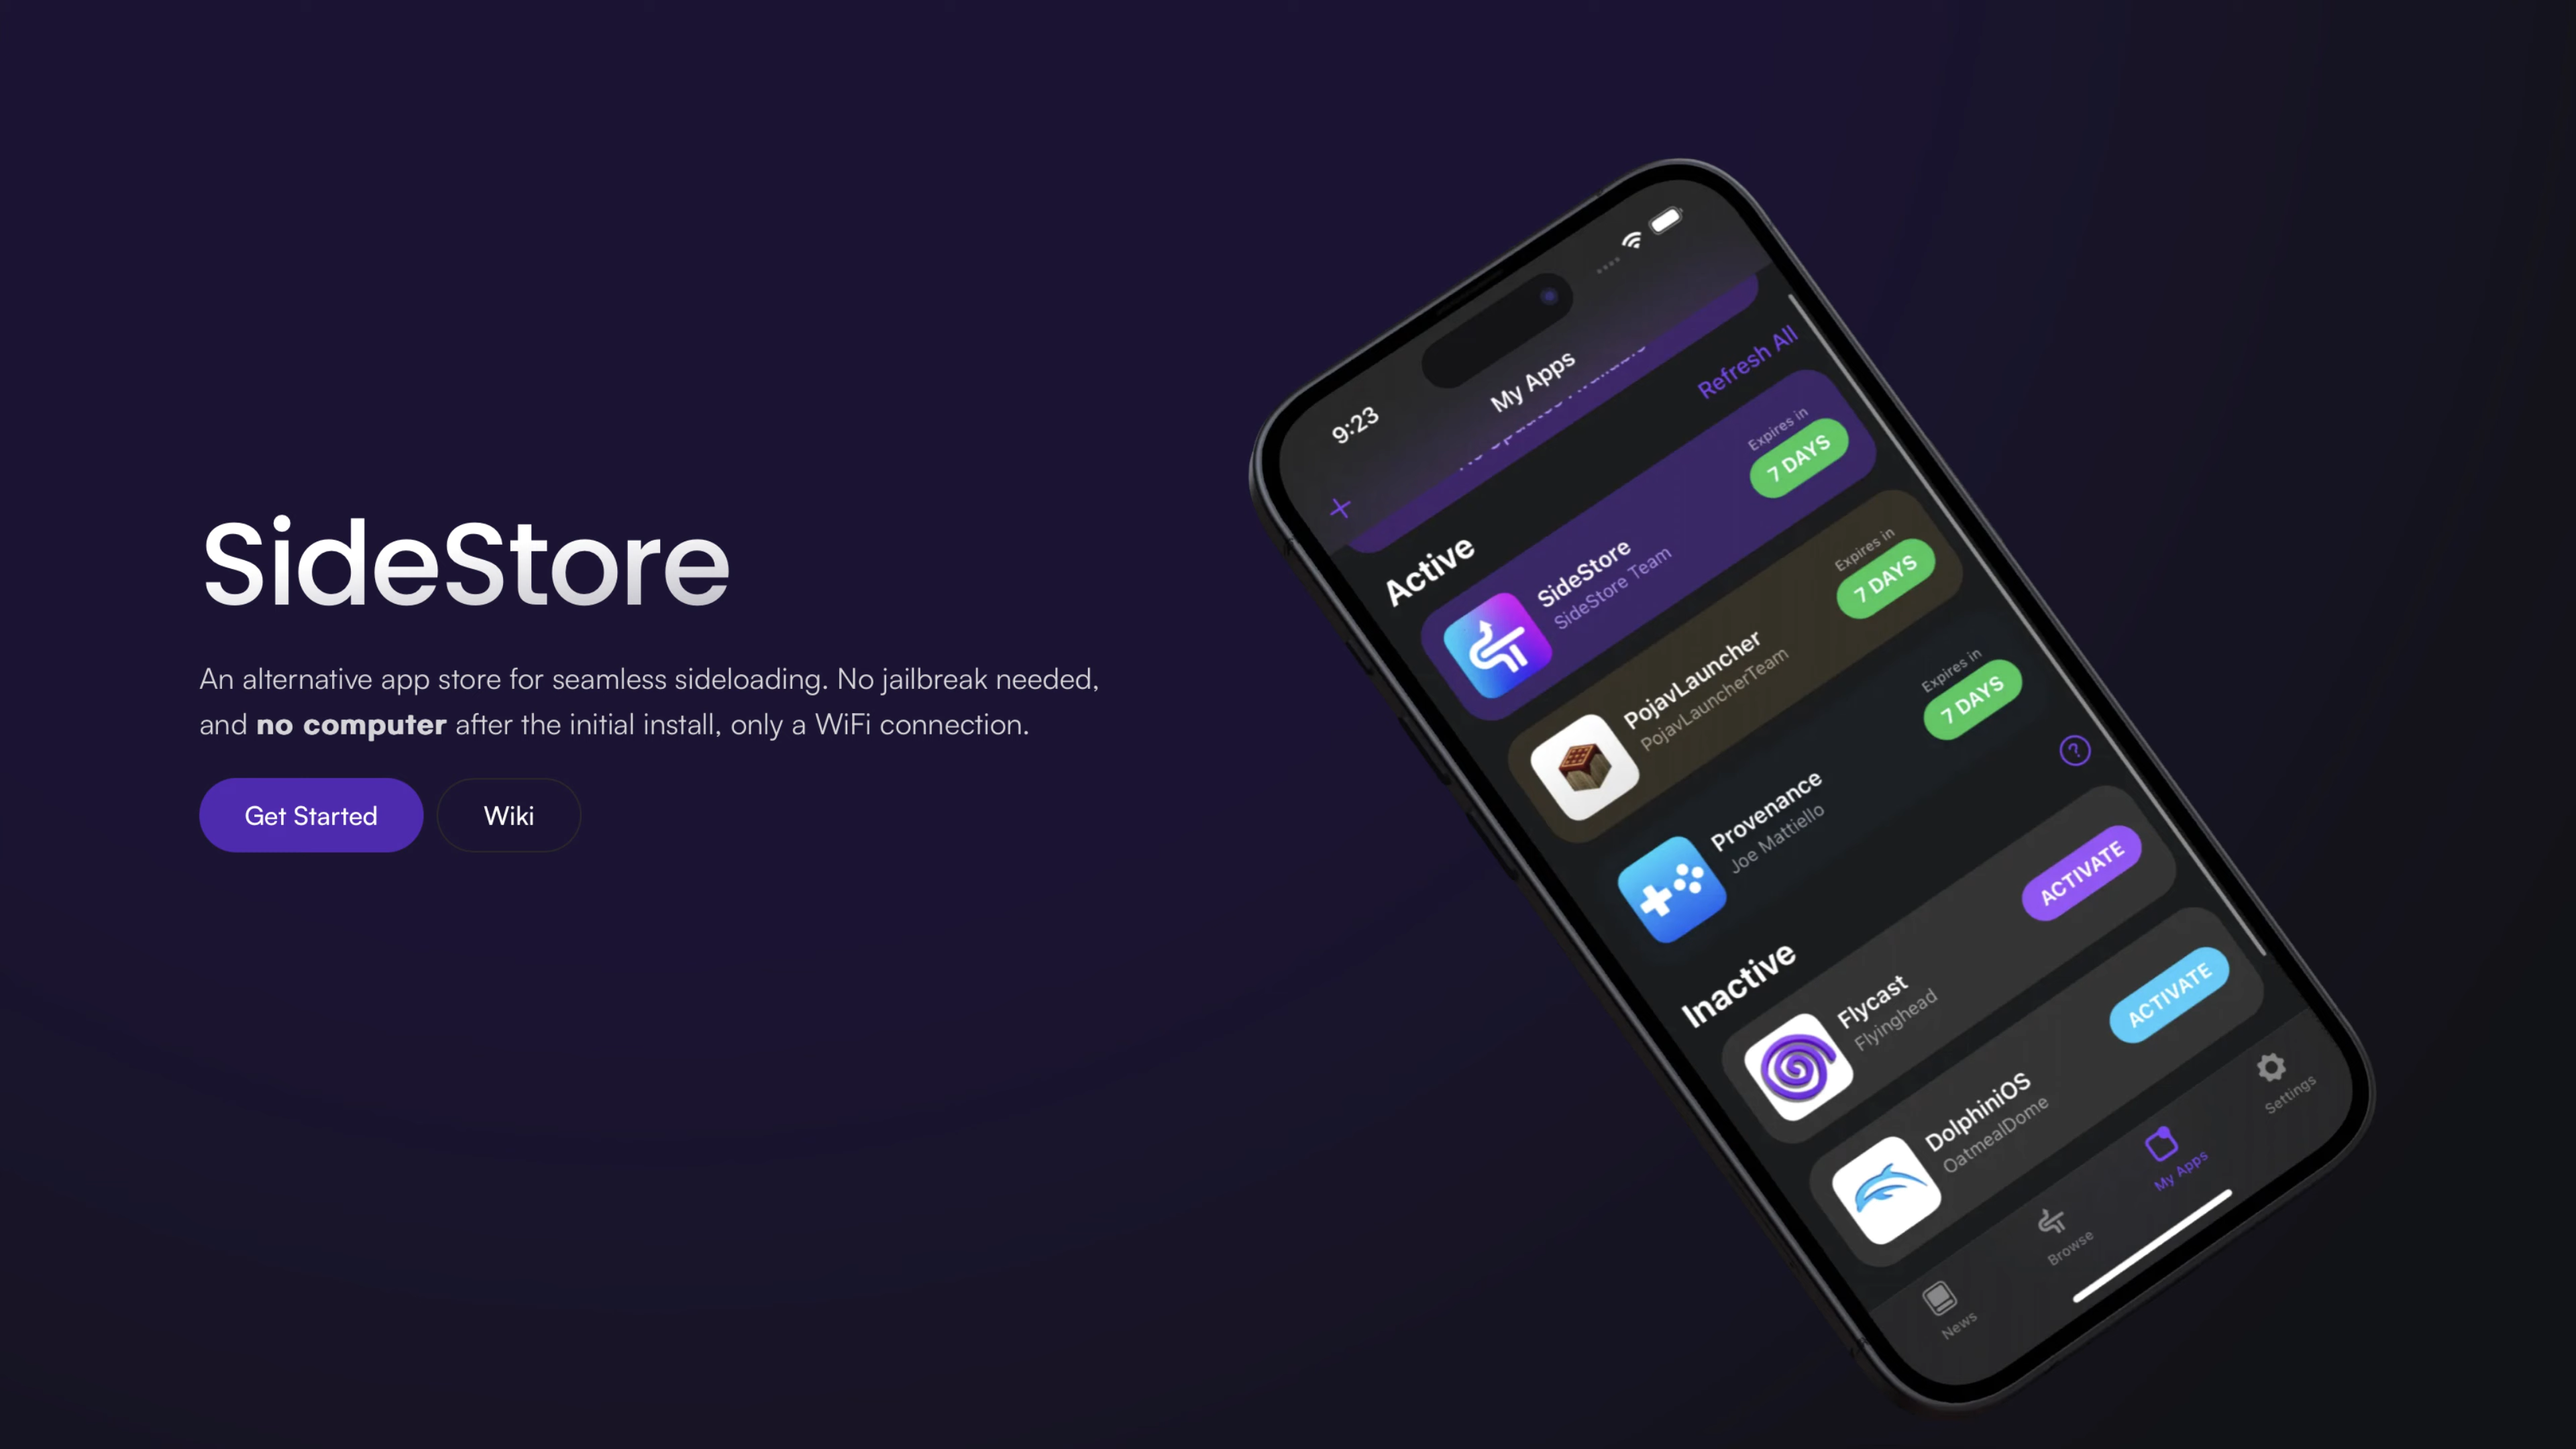 SideStore
An alternative app store for seamless sideloading. No jailbreak needed,
and no computer after the initial install, only a WiFi connection.
Get Started
Wiki
9:23
My Apps
Refresh All
Active
SideStore
SideStore Team
Expires in
7 DAYS
PojavLauncher
PojavLauncherTeam
Expires in
7 DAYS
Provenance
Joe Mattiello
Expires in
7 DAYS
Inactive
?
Flycast
Flyinghead
ACTIVATE
DolphiniOS
OatmealDome
ACTIVATE
News
Browse
My Apps
Settings